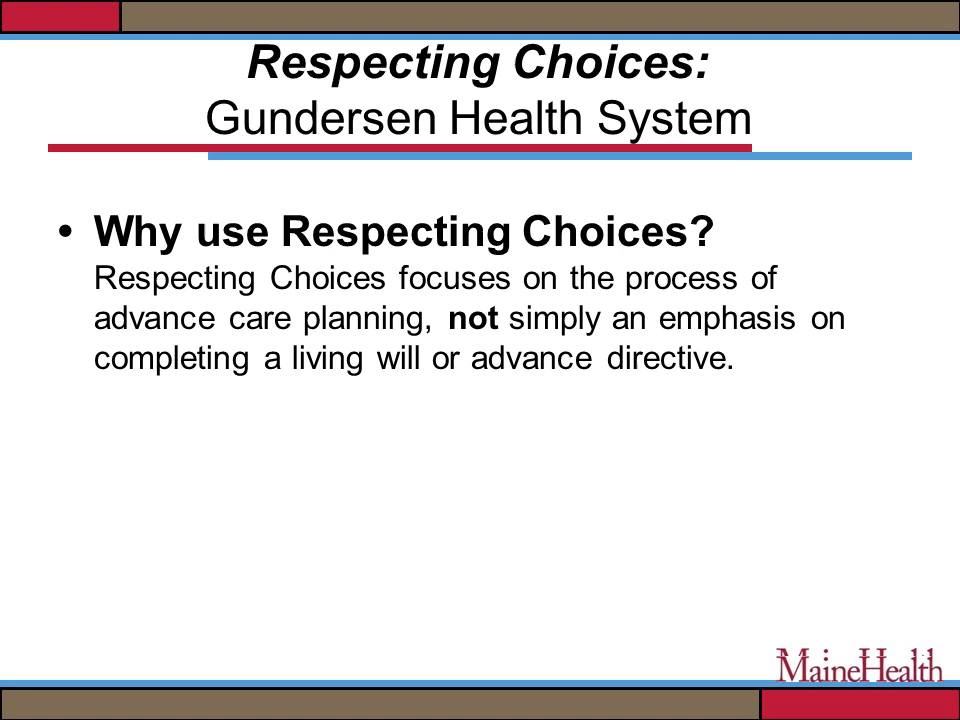 Respecting Choices:
Gundersen Health System
• Why use Respecting Choices?
Respecting Choices focuses on the process of
advance care planning, not simply an emphasis on
completing a living will or advance directive.
MaineHealth